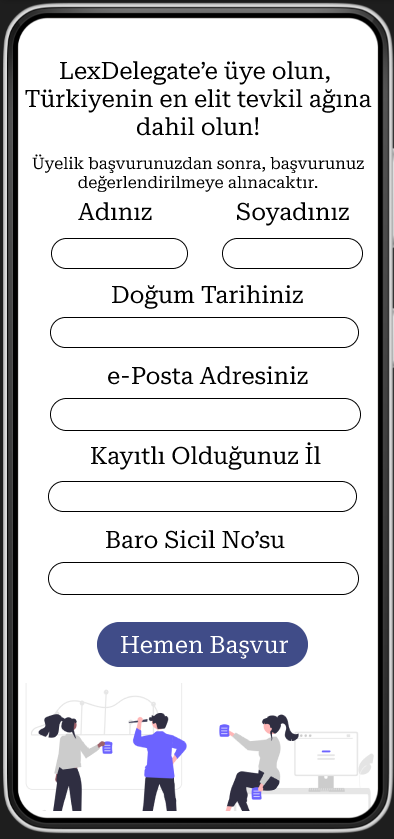 LexDelegate’e üye olun,
Türkiyenin en elit tevkil ağına
dahil olun!
Üyelik başvurunuzdan sonra, başvurunuz
değerlendirilmeye alınacaktır.
Adınız Soyadınız
Doğum Tarihiniz
e-Posta Adresiniz
Kayıtlı Olduğunuz İl
Baro Sicil No’su
Hemen Başvur